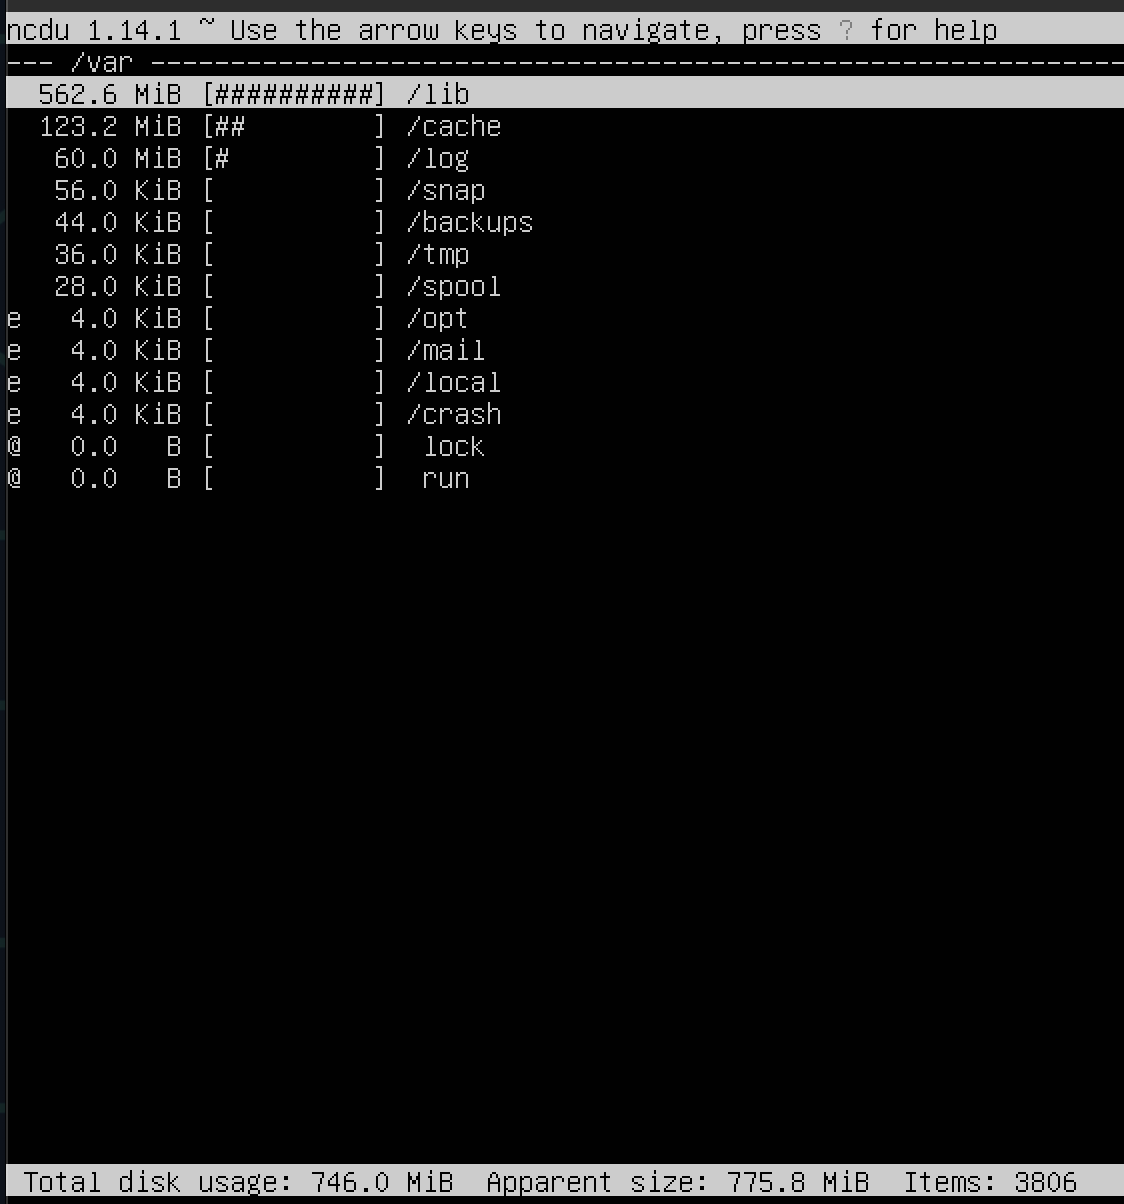 ncdu 1.14.1 ~ Use the arrow keys to navigate, press ? for help
--- /var -------------------------------------------------------------
  562.6 MiB [##########] /lib
  123.2 MiB [##        ] /cache
   60.0 MiB [#         ] /log
   56.0 KiB [          ] /snap
   44.0 KiB [          ] /backups
   36.0 KiB [          ] /tmp
   28.0 KiB [          ] /spool
e   4.0 KiB [          ] /opt
e   4.0 KiB [          ] /mail
e   4.0 KiB [          ] /local
e   4.0 KiB [          ] /crash
@   0.0   B [          ]  lock
@   0.0   B [          ]  run
 Total disk usage: 746.0 MiB  Apparent size: 775.8 MiB  Items: 3806